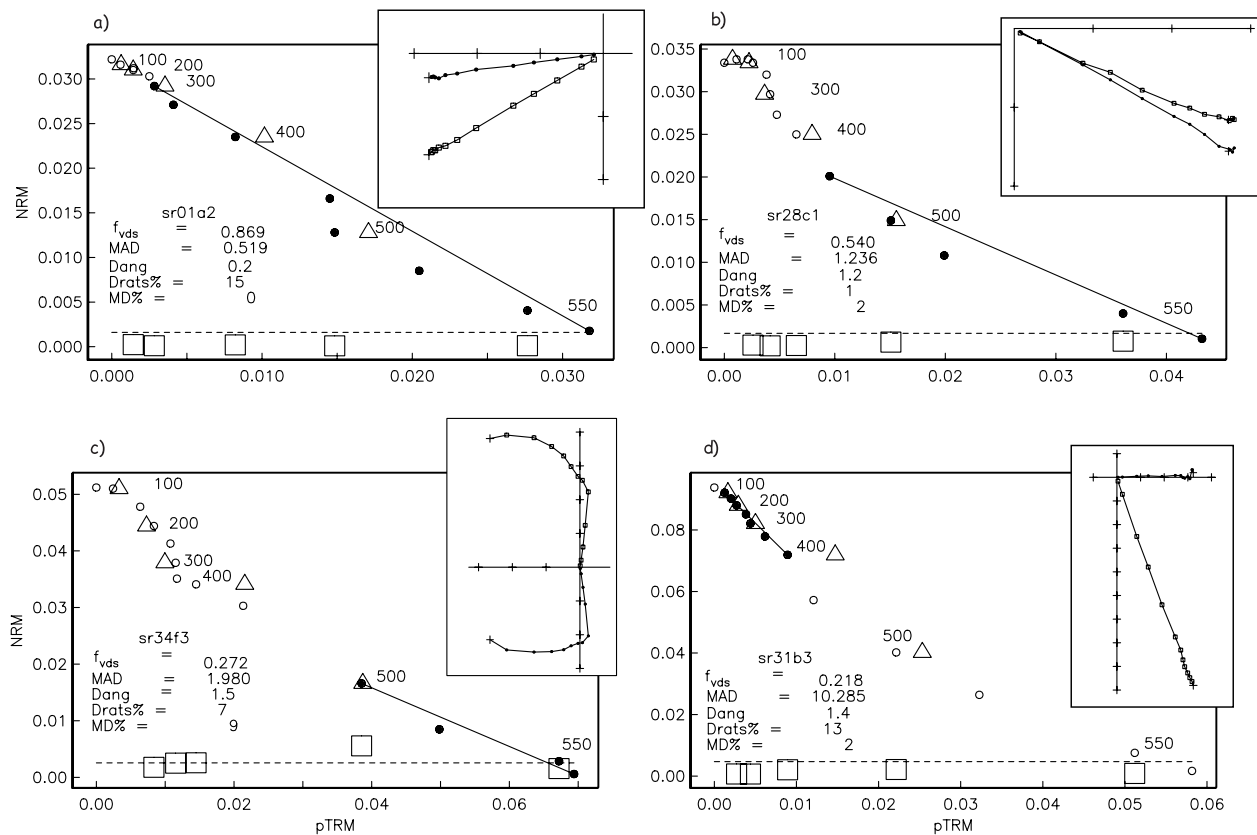 a)
NRM
0.030
0.025
0.020
0.015
0.010
0.005
0.000
100
200
300
400
500
550
sr01a2
f_vds = 0.869
MAD = 0.519
Dang 0.2
Drats% = 15
MD% = 0
0.000 0.010 0.020 0.030
b)
0.035
0.030
0.025
0.020
0.015
0.010
0.005
0.000
100
300
400
500
550
sr28c1
f_vds = 0.540
MAD = 1.236
Dang 1.2
Drats% = 1
MD% = 2
0.00 0.01 0.02 0.03 0.04
c)
NRM
0.05
0.04
0.03
0.02
0.01
0.00
100
200
300
400
500
550
sr34f3
f_vds = 0.272
MAD 1.980
Dang = 1.5
Drats% 7
MD% = 9
0.00 0.02 0.04 0.06
pTRM
d)
0.08
0.06
0.04
0.02
0.00
100
200
300
400
500
550
sr31b3
f_vds = 0.218
MAD = 10.285
Dang 1.4
Drats% = 13
MD% = 2
0.00 0.01 0.02 0.03 0.04 0.05 0.06
pTRM